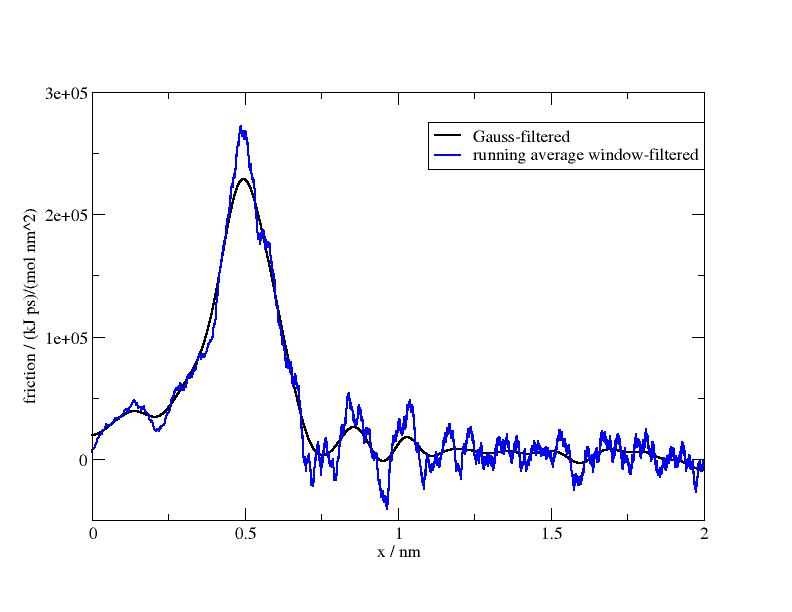 3e+05
2e+05
1e+05
0
friction / (kJ ps)/(mol nm^2)
Gauss-filtered
running average window-filtered
0 0.5 1 1.5 2
x / nm